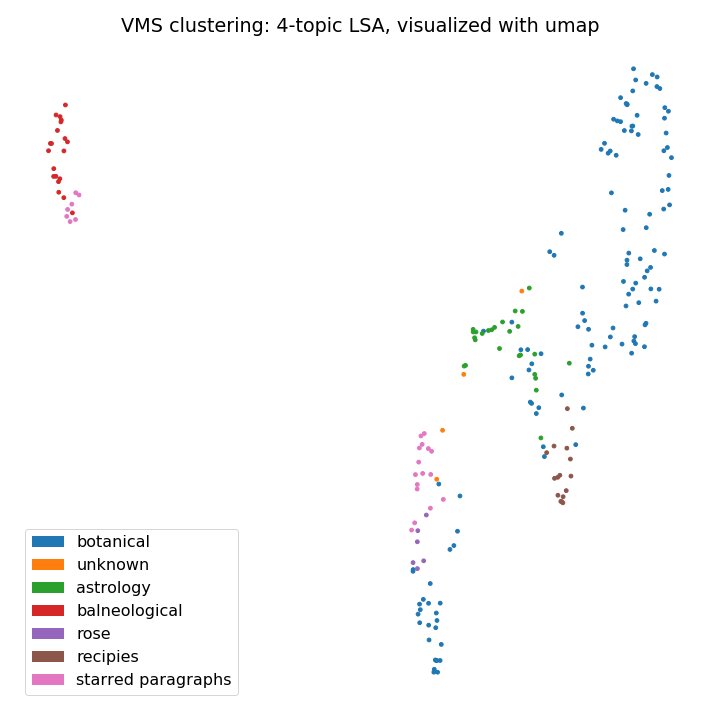 VMS clustering: 4-topic LSA, visualized with umap
botanical
unknown
astrology
balneological
rose
recipies
starred paragraphs